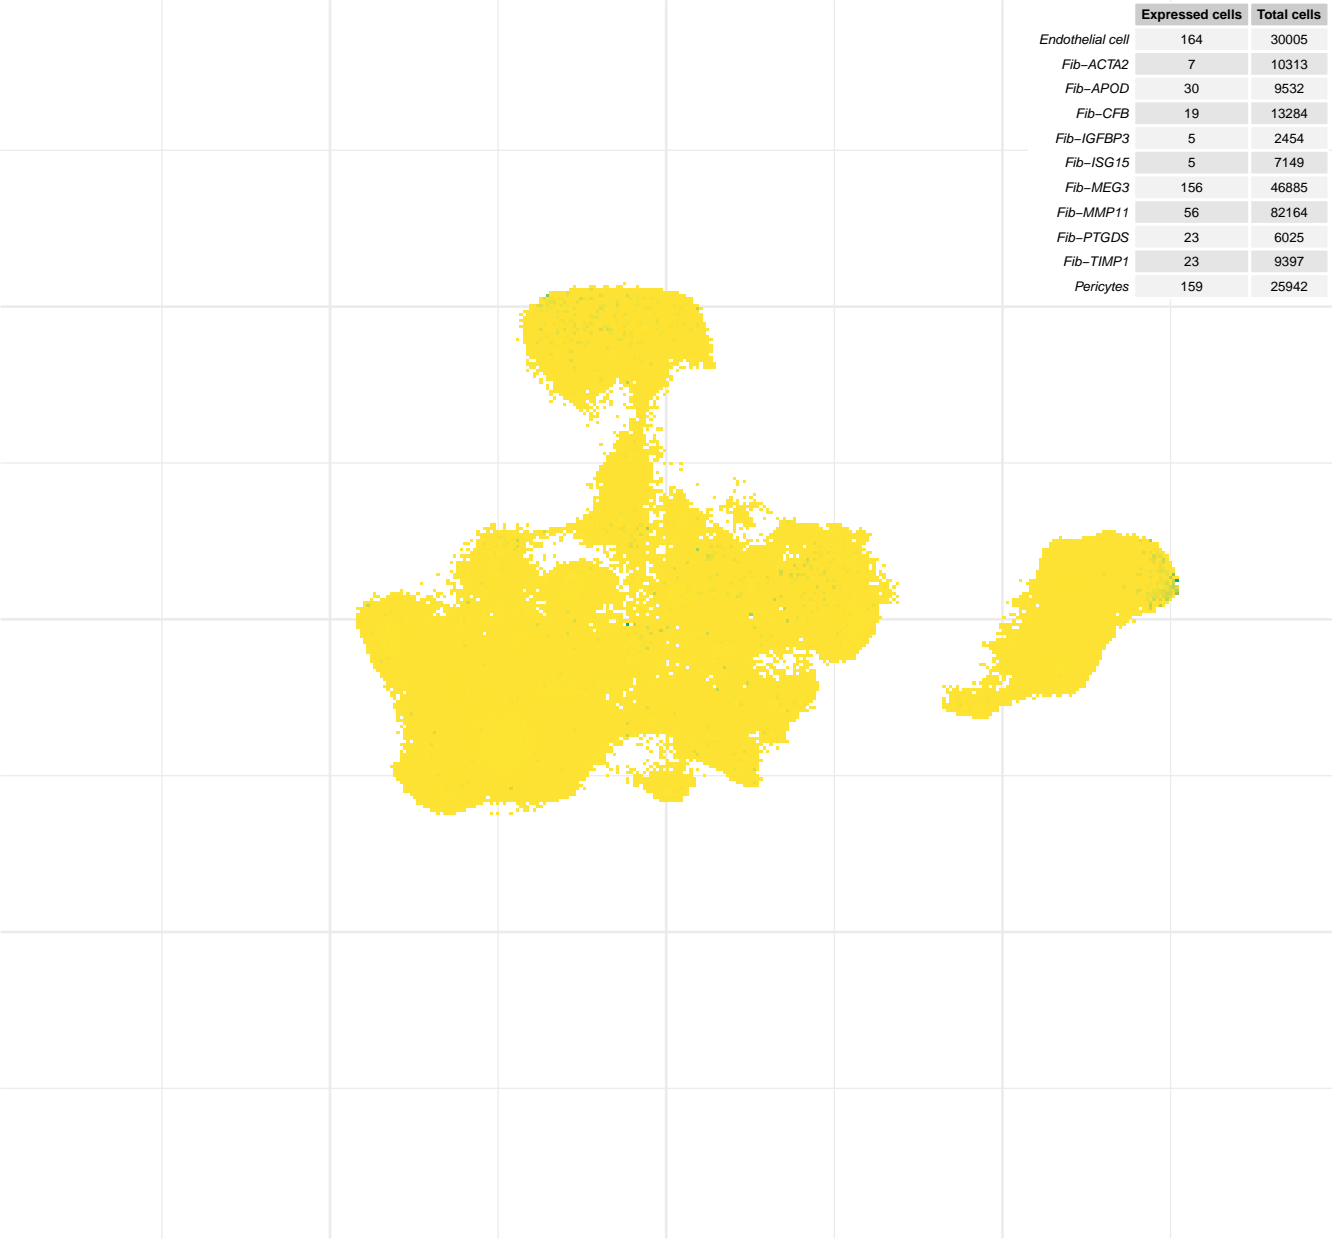 Expressed cells Total cells
Endothelial cell 164 30005
Fib−ACTA2 7 10313
Fib−APOD 30 9532
Fib−CFB 19 13284
Fib−IGFBP3 5 2454
Fib−ISG15 5 7149
Fib−MEG3 156 46885
Fib−MMP11 56 82164
Fib−PTGDS 23 6025
Fib−TIMP1 23 9397
Pericytes 159 25942